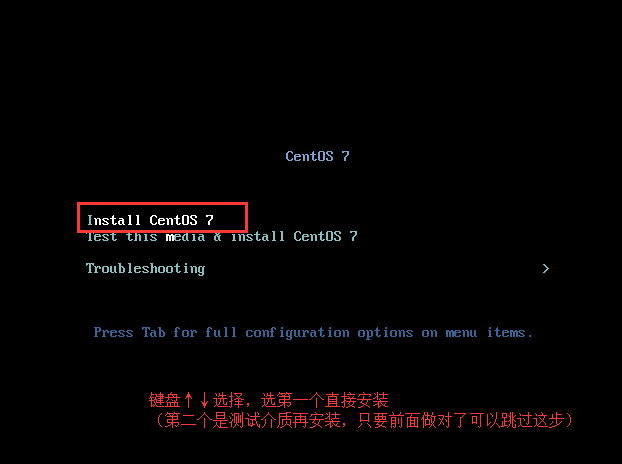 CentOS 7
Install CentOS 7
Test this media & install CentOS 7
Troubleshooting >
Press Tab for full configuration options on menu items.
键盘↑↓选择，选第一个直接安装
（第二个是测试介质再安装，只要前面做对了可以跳过这步）